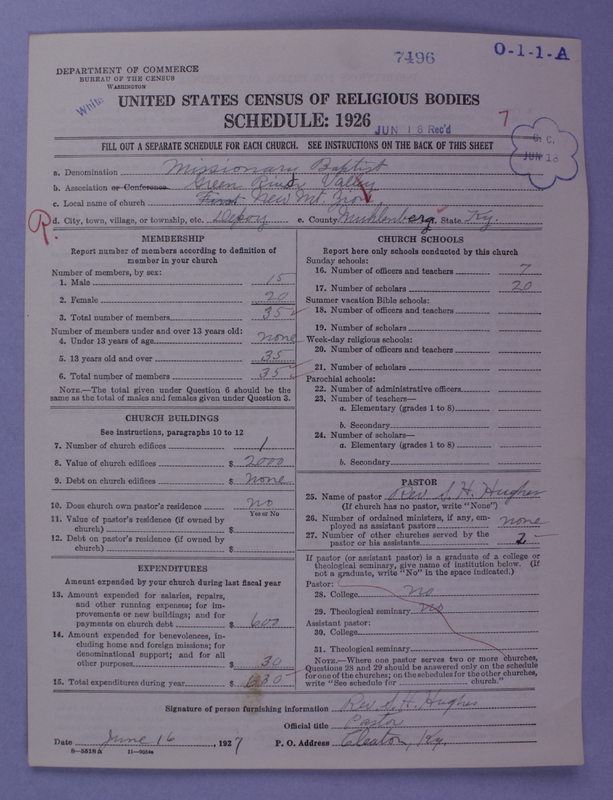 7496
O-1-1-A
DEPARTMENT OF COMMERCE
BUREAU OF THE CENSUS
WASHINGTON
White
UNITED STATES CENSUS OF RELIGIOUS BODIES
SCHEDULE: 1926
JUN 18 Rec'd
7
FILL OUT A SEPARATE SCHEDULE FOR EACH CHURCH. SEE INSTRUCTIONS ON THE BACK OF THIS SHEET
JUN 18
a. Denomination Missionary Baptist
b. Association or Conference Green River Valley
c. Local name of church First New Mt. Zion
R.
d. City, town, village, or township, etc. Depoy e. County Muhlenberg f. State Ky.
MEMBERSHIP
Report number of members according to definition of
member in your church
Number of members, by sex:
1. Male 15
2. Female 20
3. Total number of members 35
Number of members under and over 13 years old:
4. Under 13 years of age none
5. 13 years old and over 35
6. Total number of members 35
NOTE.—The total given under Question 6 should be the
same as the total of males and females given under Question 3.
CHURCH BUILDINGS
See instructions, paragraphs 10 to 12
7. Number of church edifices 1
8. Value of church edifices $ 2000
9. Debt on church edifices $ none
10. Does church own pastor's residence no
Yes or No
11. Value of pastor's residence (if owned by
church) $
12. Debt on pastor's residence (if owned by
church) $
EXPENDITURES
Amount expended by your church during last fiscal year
13. Amount expended for salaries, repairs,
and other running expenses; for im-
provements or new buildings; and for
payments on church debt $ 600
14. Amount expended for benevolences, in-
cluding home and foreign missions; for
denominational support; and for all
other purposes $ 30
15. Total expenditures during year $ 630
CHURCH SCHOOLS
Report here only schools conducted by this church
Sunday schools:
16. Number of officers and teachers 7
17. Number of scholars 20
Summer vacation Bible schools:
18. Number of officers and teachers
19. Number of scholars
Week-day religious schools:
20. Number of officers and teachers
21. Number of scholars
Parochial schools:
22. Number of administrative officers
23. Number of teachers—
a. Elementary (grades 1 to 8)
b. Secondary
24. Number of scholars—
a. Elementary (grades 1 to 8)
b. Secondary
PASTOR
25. Name of pastor Rev S. H. Hughes
(If church has no pastor, write "None")
26. Number of ordained ministers, if any, em-
ployed as assistant pastors none
27. Number of other churches served by the
pastor or his assistants 2
If pastor (or assistant pastor) is a graduate of a college or
theological seminary, give name of institution below. (If
not a graduate, write "No" in the space indicated.)
Pastor:
28. College no
29. Theological seminary no
Assistant pastor:
30. College
31. Theological seminary
NOTE.—Where one pastor serves two or more churches,
Questions 28 and 29 should be answered only on the schedule
for one of the churches; on the schedules for the other churches,
write "See schedule for church."
Signature of person furnishing information Rev. S. H. Hughes
Official title Pastor
Date June 16, 1927 P. O. Address Cleaton, Ky.
8-5516 A